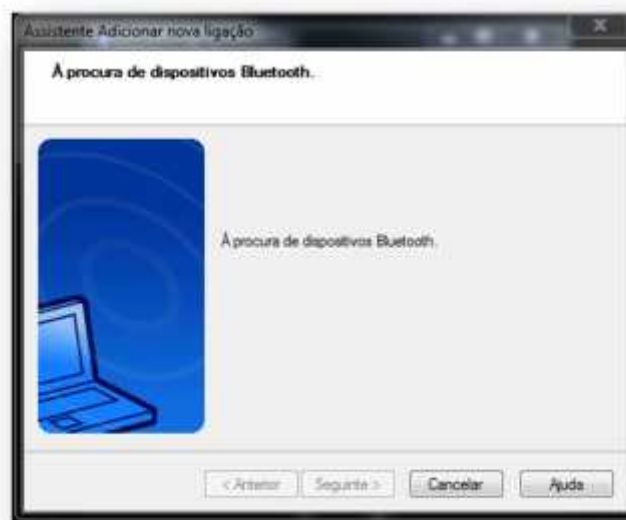 Assistente Adicionar nova ligação
À procura de dispositivos Bluetooth.
À procura de dispositivos Bluetooth.
< Anterior
Seguinte >
Cancelar
Ajuda